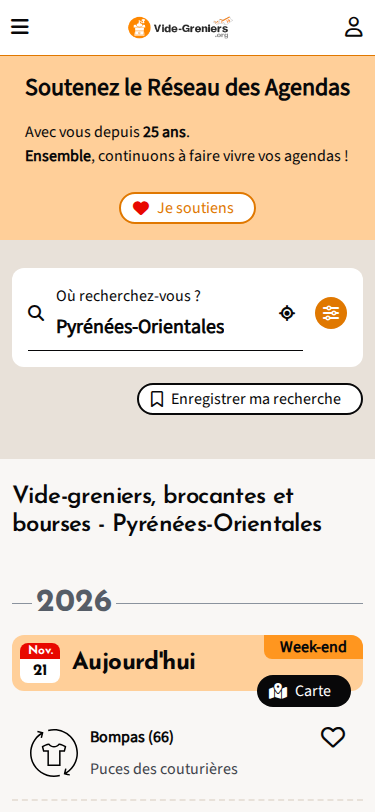 Vide-Greniers
.org
Soutenez le Réseau des Agendas
Avec vous depuis 25 ans.
Ensemble, continuons à faire vivre vos agendas !
Je soutiens
Où recherchez-vous ?
Pyrénées-Orientales
Enregistrer ma recherche
Vide-greniers, brocantes et
bourses - Pyrénées-Orientales
2026
Nov.
21
Aujourd'hui
Week-end
Carte
Bompas (66)
Puces des couturières